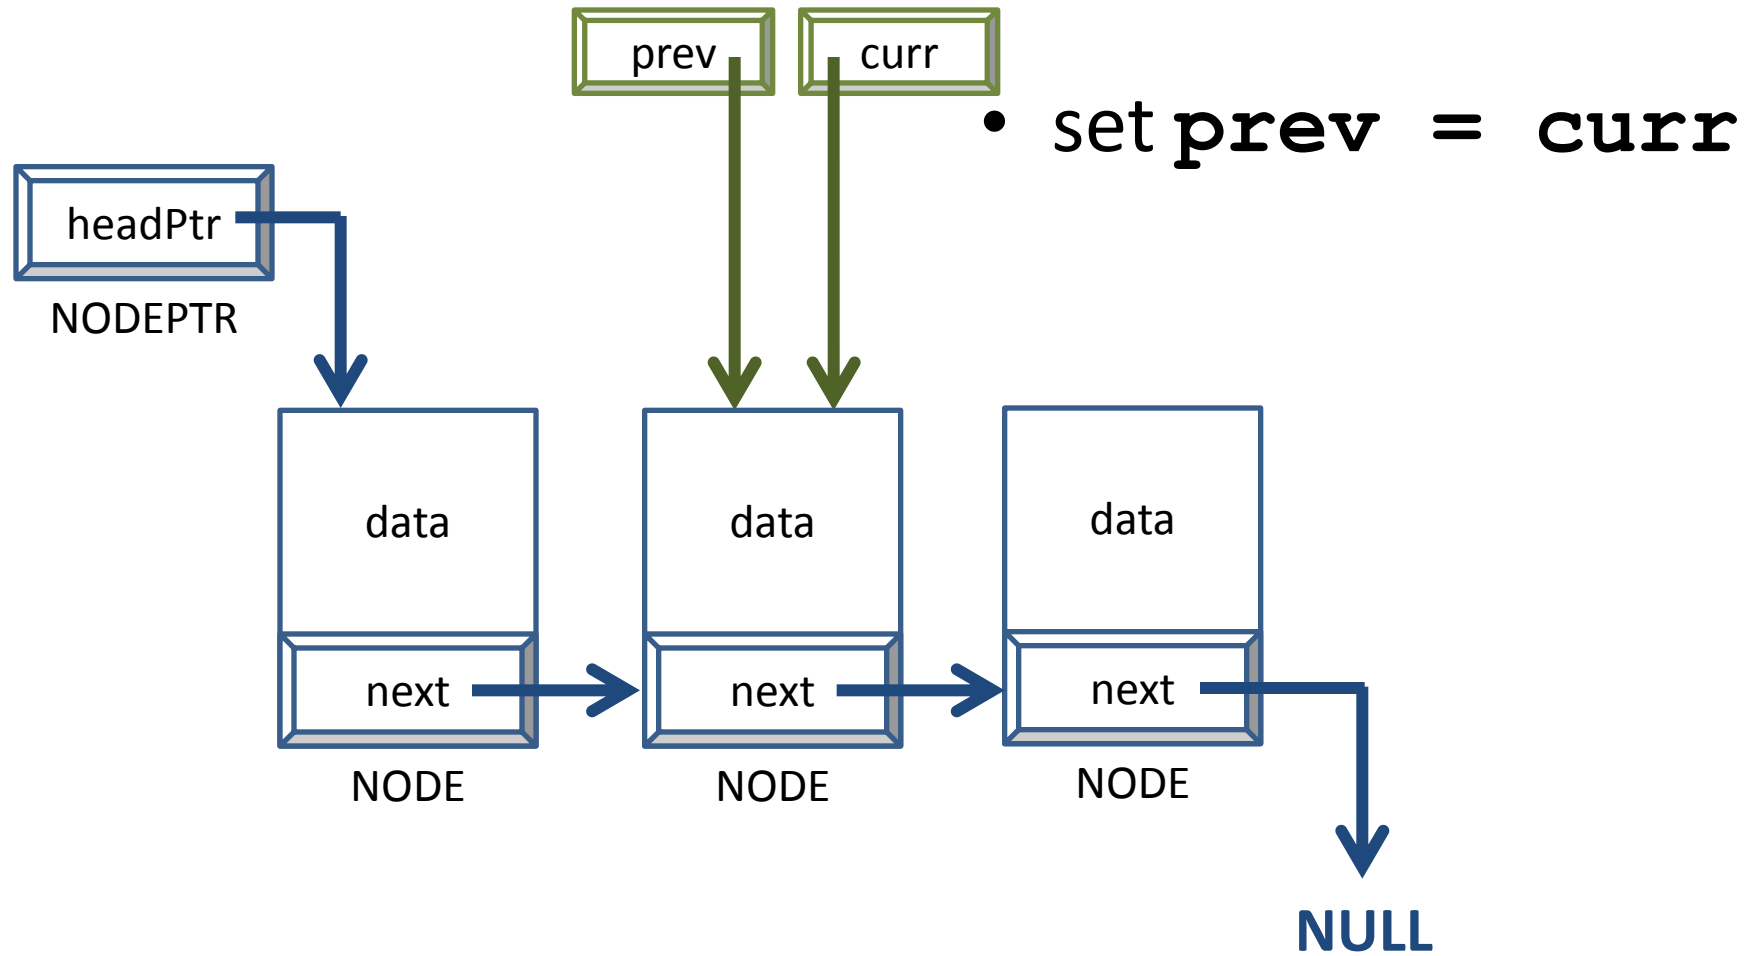 prev
curr
• set prev = curr
headPtr
NODEPTR
data
data
data
next
next
next
NODE
NODE
NODE
NULL